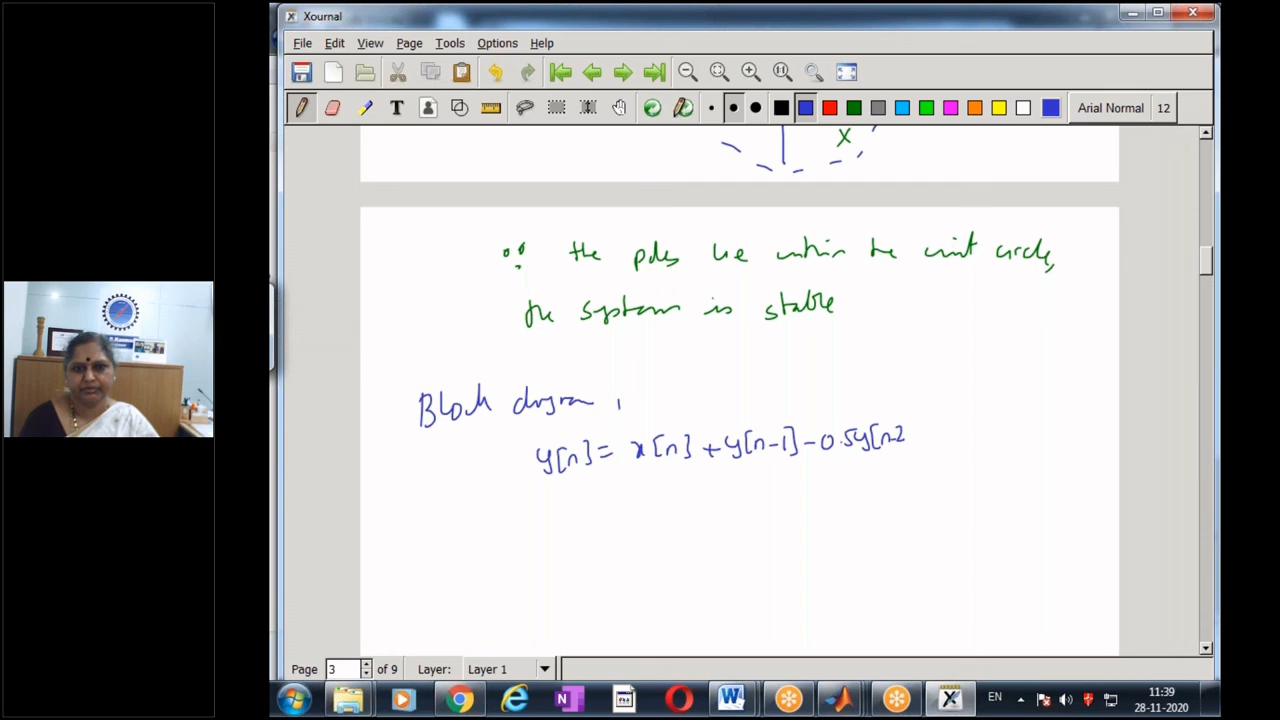 Xournal
File Edit View Page Tools Options Help
T Arial Normal 12
X
∵ the poles lie within the unit circle,
the system is stable
Block diagram
y[n] = x[n] + y[n-1] - 0.5y[n-2
Page 3 of 9 Layer: Layer 1
EN 11:39
28-11-2020